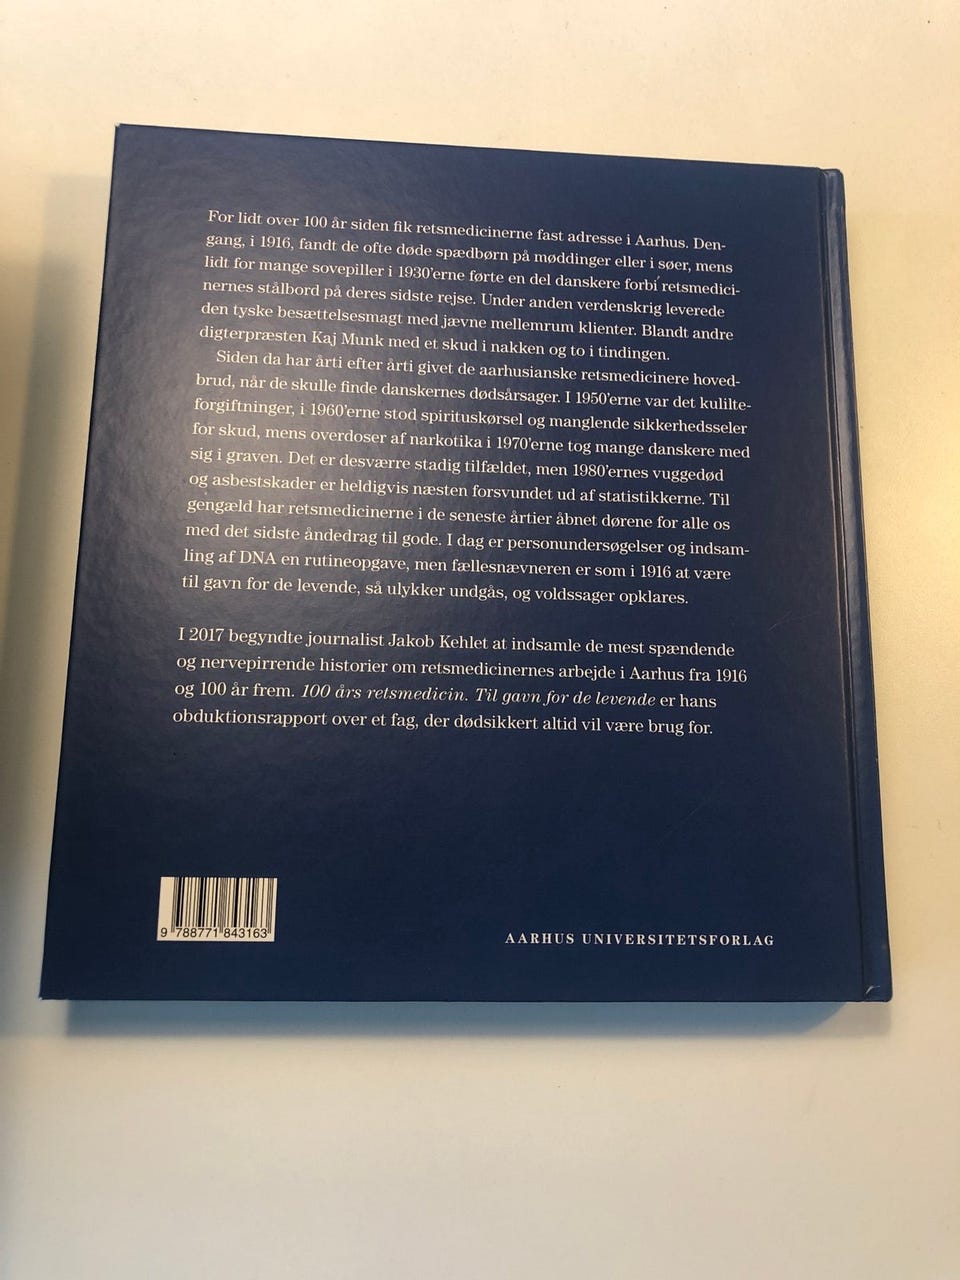 For lidt over 100 år siden fik retsmedicinerne fast adresse i Aarhus. Den-
gang, i 1916, fandt de ofte døde spædbørn på møddinger eller i søer, mens
lidt for mange sovepiller i 1930'erne førte en del danskere forbi retsmedici-
nernes stålbord på deres sidste rejse. Under anden verdenskrig leverede
den tyske besættelsesmagt med jævne mellemrum klienter. Blandt andre
digterpræsten Kaj Munk med et skud i nakken og to i tindingen.
Siden da har årti efter årti givet de aarhusianske retsmedicinere hoved-
brud, når de skulle finde danskernes dødsårsager. I 1950'erne var det kulilte-
forgiftninger, i 1960'erne stod spirituskørsel og manglende sikkerhedsseler
for skud, mens overdoser af narkotika i 1970'erne tog mange danskere med
sig i graven. Det er desværre stadig tilfældet, men 1980'ernes vuggedød
og asbestskader er heldigvis næsten forsvundet ud af statistikkerne. Til
gengæld har retsmedicinerne i de seneste årtier åbnet dørene for alle os
med det sidste åndedrag til gode. I dag er personundersøgelser og indsam-
ling af DNA en rutineopgave, men fællesnævneren er som i 1916 at være
til gavn for de levende, så ulykker undgås, og voldssager opklares.
I 2017 begyndte journalist Jakob Kehlet at indsamle de mest spændende
og nervepirrende historier om retsmedicinernes arbejde i Aarhus fra 1916
og 100 år frem. 100 års retsmedicin. Til gavn for de levende er hans
obduktionsrapport over et fag, der dødsikkert altid vil være brug for.
9 788771 843163
AARHUS UNIVERSITETSFORLAG